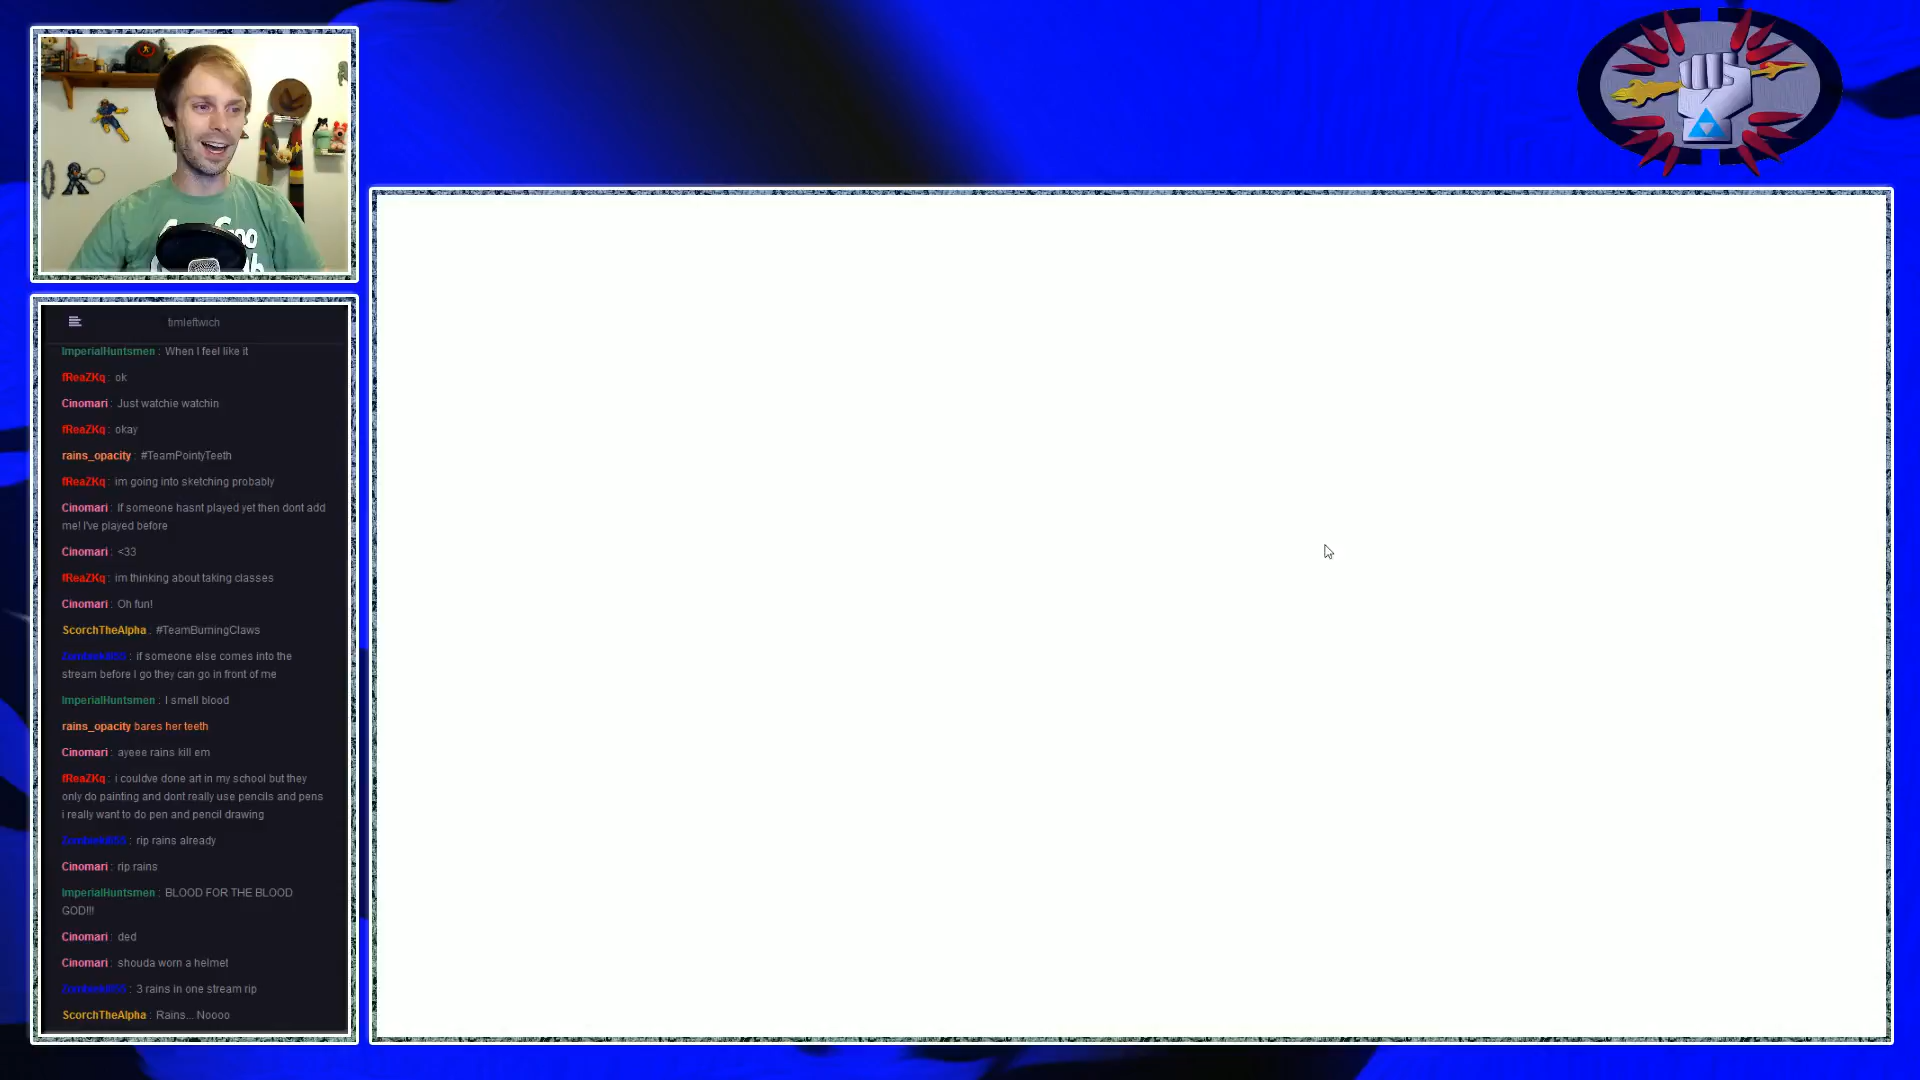 timleftwich
ImperialHuntsmen : When I feel like it
fReaZKq : ok
Cinomari : Just watchie watchin
fReaZKq : okay
rains_opacity : #TeamPointyTeeth
fReaZKq : im going into sketching probably
Cinomari : If someone hasnt played yet then dont add
me! I've played before
Cinomari : <33
fReaZKq : im thinking about taking classes
Cinomari : Oh fun!
ScorchTheAlpha : #TeamBurningClaws
: if someone else comes into the
stream before I go they can go in front of me
ImperialHuntsmen : I smell blood
rains_opacity bares her teeth
Cinomari : ayeee rains kill em
fReaZKq : i couldve done art in my school but they
only do painting and dont really use pencils and pens
i really want to do pen and pencil drawing
: rip rains already
Cinomari : rip rains
ImperialHuntsmen : BLOOD FOR THE BLOOD
GOD!!!
Cinomari : ded
Cinomari : shouda worn a helmet
: 3 rains in one stream rip
ScorchTheAlpha : Rains... Noooo